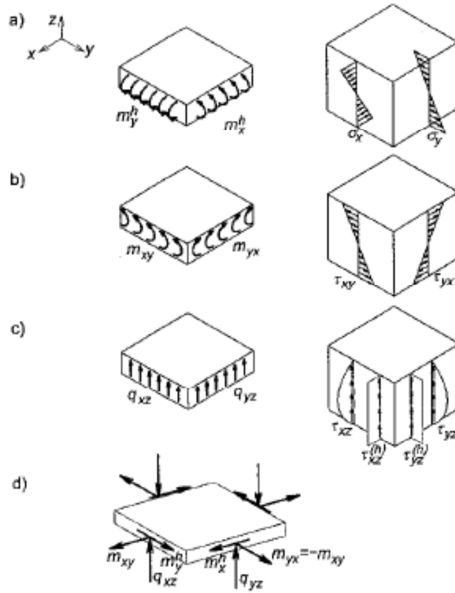 a)
z
x
y
m_y^h
m_x^h
σ_x
σ_y
b)
m_xy
m_yx
τ_xy
τ_yx
c)
q_xz
q_yz
τ_xz
τ_xz^(h)
τ_yz^(h)
τ_yz
d)
m_xy
q_xz
m_y^h
m_x^h
q_yz
m_yx=-m_xy